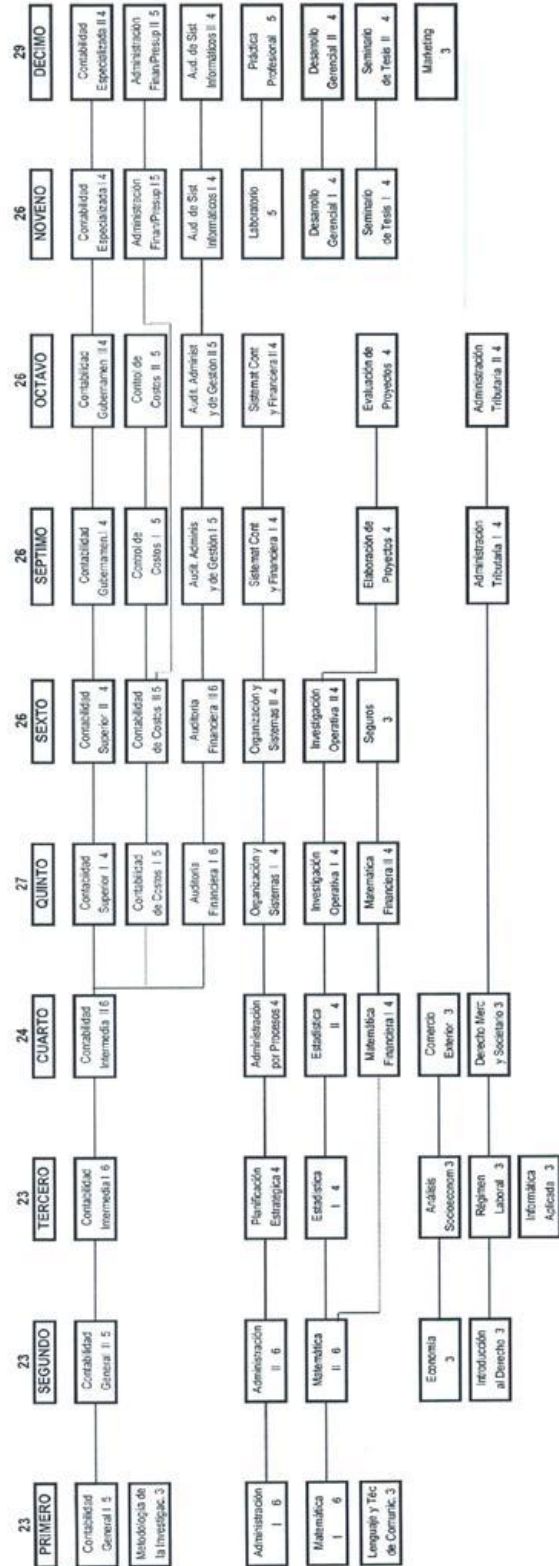 23
PRIMERO
Contabilidad
General I 5
Metodología de
la Investigac. 3
Administración
I 6
Matemática
I 6
Lenguaje y Téc
de Comunic. 3
23
SEGUNDO
Contabilidad
General II 5
Administración
II 6
Matemática
II 6
Economía
3
Introducción
al Derecho 3
23
TERCERO
Contabilidad
Intermedia I 6
Planificación
Estratégica 4
Estadística
I 4
Análisis
Socioeconom 3
Régimen
Laboral 3
Informática
Aplicada 3
24
CUARTO
Contabilidad
Intermedia II 6
Administración
por Procesos 4
Estadística
II 4
Matemática
Financiera I 4
Comercio
Exterior 3
Derecho Merc
y Societario 3
27
QUINTO
Contabilidad
Superior I 4
Contabilidad
de Costos I 5
Auditoria
Financiera I 6
Organización y
Sistemas I 4
Investigación
Operativa I 4
Matemática
Financiera II 4
26
SEXTO
Contabilidad
Superior II 4
Contabilidad
de Costos II 5
Auditoria
Financiera II 6
Organización y
Sistemas II 4
Investigación
Operativa II 4
Seguros
3
26
SÉPTIMO
Contabilidad
Gubernamen. I 4
Control de
Costos I 5
Audit. Adminis
y de Gestión I 5
Sistemat Cont
y Financiera I 4
Elaboración de
Proyectos 4
Administración
Tributaria I 4
26
OCTAVO
Contabilidad
Gubernamen II 4
Control de
Costos II 5
Audit. Administ
y de Gestión II 5
Sistemat Cont
y Financiera II 4
Evaluación de
Proyectos 4
Administración
Tributaria II 4
26
NOVENO
Contabilidad
Especializada I 4
Administración
Finan/Presup I 5
Aud. de Sist
Informáticos I 4
Laboratorio
5
Desarrollo
Gerencial I 4
Seminario
de Tesis I 4
29
DÉCIMO
Contabilidad
Especializada II 4
Administración
Finan/Presup II 5
Aud. de Sist
Informáticos II 4
Práctica
Profesional 5
Desarrollo
Gerencial II 4
Seminario
de Tesis II 4
Marketing
3